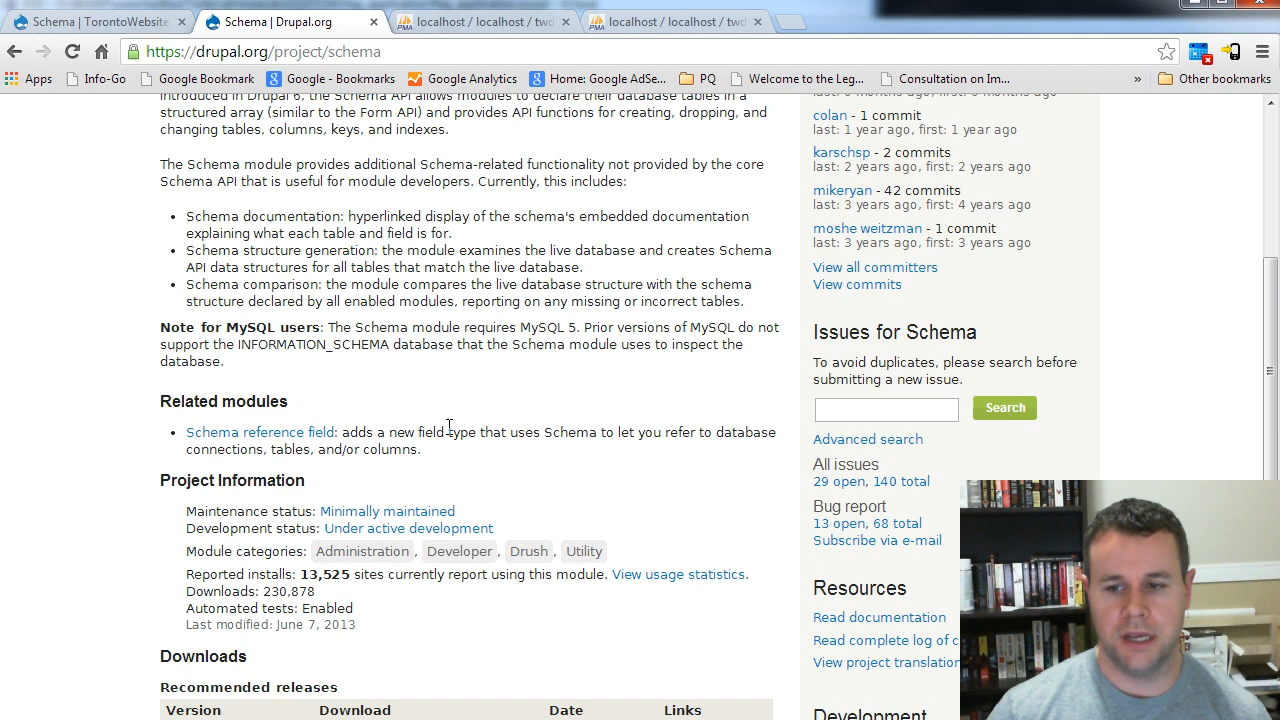 Schema | TorontoWebsite
Schema | Drupal.org
localhost / localhost / twd
localhost / localhost / twd
https://drupal.org/project/schema
Apps
Info-Go
Google Bookmark
Google - Bookmarks
Google Analytics
Home: Google AdSe...
PQ
Welcome to the Leg...
Consultation on Im...
»
Other bookmarks
introduced in Drupal 6, the Schema API allows modules to declare their database tables in a
structured array (similar to the Form API) and provides API functions for creating, dropping, and
changing tables, columns, keys, and indexes.
The Schema module provides additional Schema-related functionality not provided by the core
Schema API that is useful for module developers. Currently, this includes:
• Schema documentation: hyperlinked display of the schema's embedded documentation
explaining what each table and field is for.
• Schema structure generation: the module examines the live database and creates Schema
API data structures for all tables that match the live database.
• Schema comparison: the module compares the live database structure with the schema
structure declared by all enabled modules, reporting on any missing or incorrect tables.
Note for MySQL users: The Schema module requires MySQL 5. Prior versions of MySQL do not
support the INFORMATION_SCHEMA database that the Schema module uses to inspect the
database.
Related modules
• Schema reference field: adds a new field type that uses Schema to let you refer to database
connections, tables, and/or columns.
Project Information
Maintenance status: Minimally maintained
Development status: Under active development
Module categories: Administration , Developer , Drush , Utility
Reported installs: 13,525 sites currently report using this module. View usage statistics.
Downloads: 230,878
Automated tests: Enabled
Last modified: June 7, 2013
Downloads
Recommended releases
Version Download Date Links
colan - 1 commit
last: 1 year ago, first: 1 year ago
karschsp - 2 commits
last: 2 years ago, first: 2 years ago
mikeryan - 42 commits
last: 3 years ago, first: 4 years ago
moshe weitzman - 1 commit
last: 3 years ago, first: 3 years ago
View all committers
View commits
Issues for Schema
To avoid duplicates, please search before
submitting a new issue.
Search
Advanced search
All issues
29 open, 140 total
Bug report
13 open, 68 total
Subscribe via e-mail
Resources
Read documentation
Read complete log of c
View project translation
Development